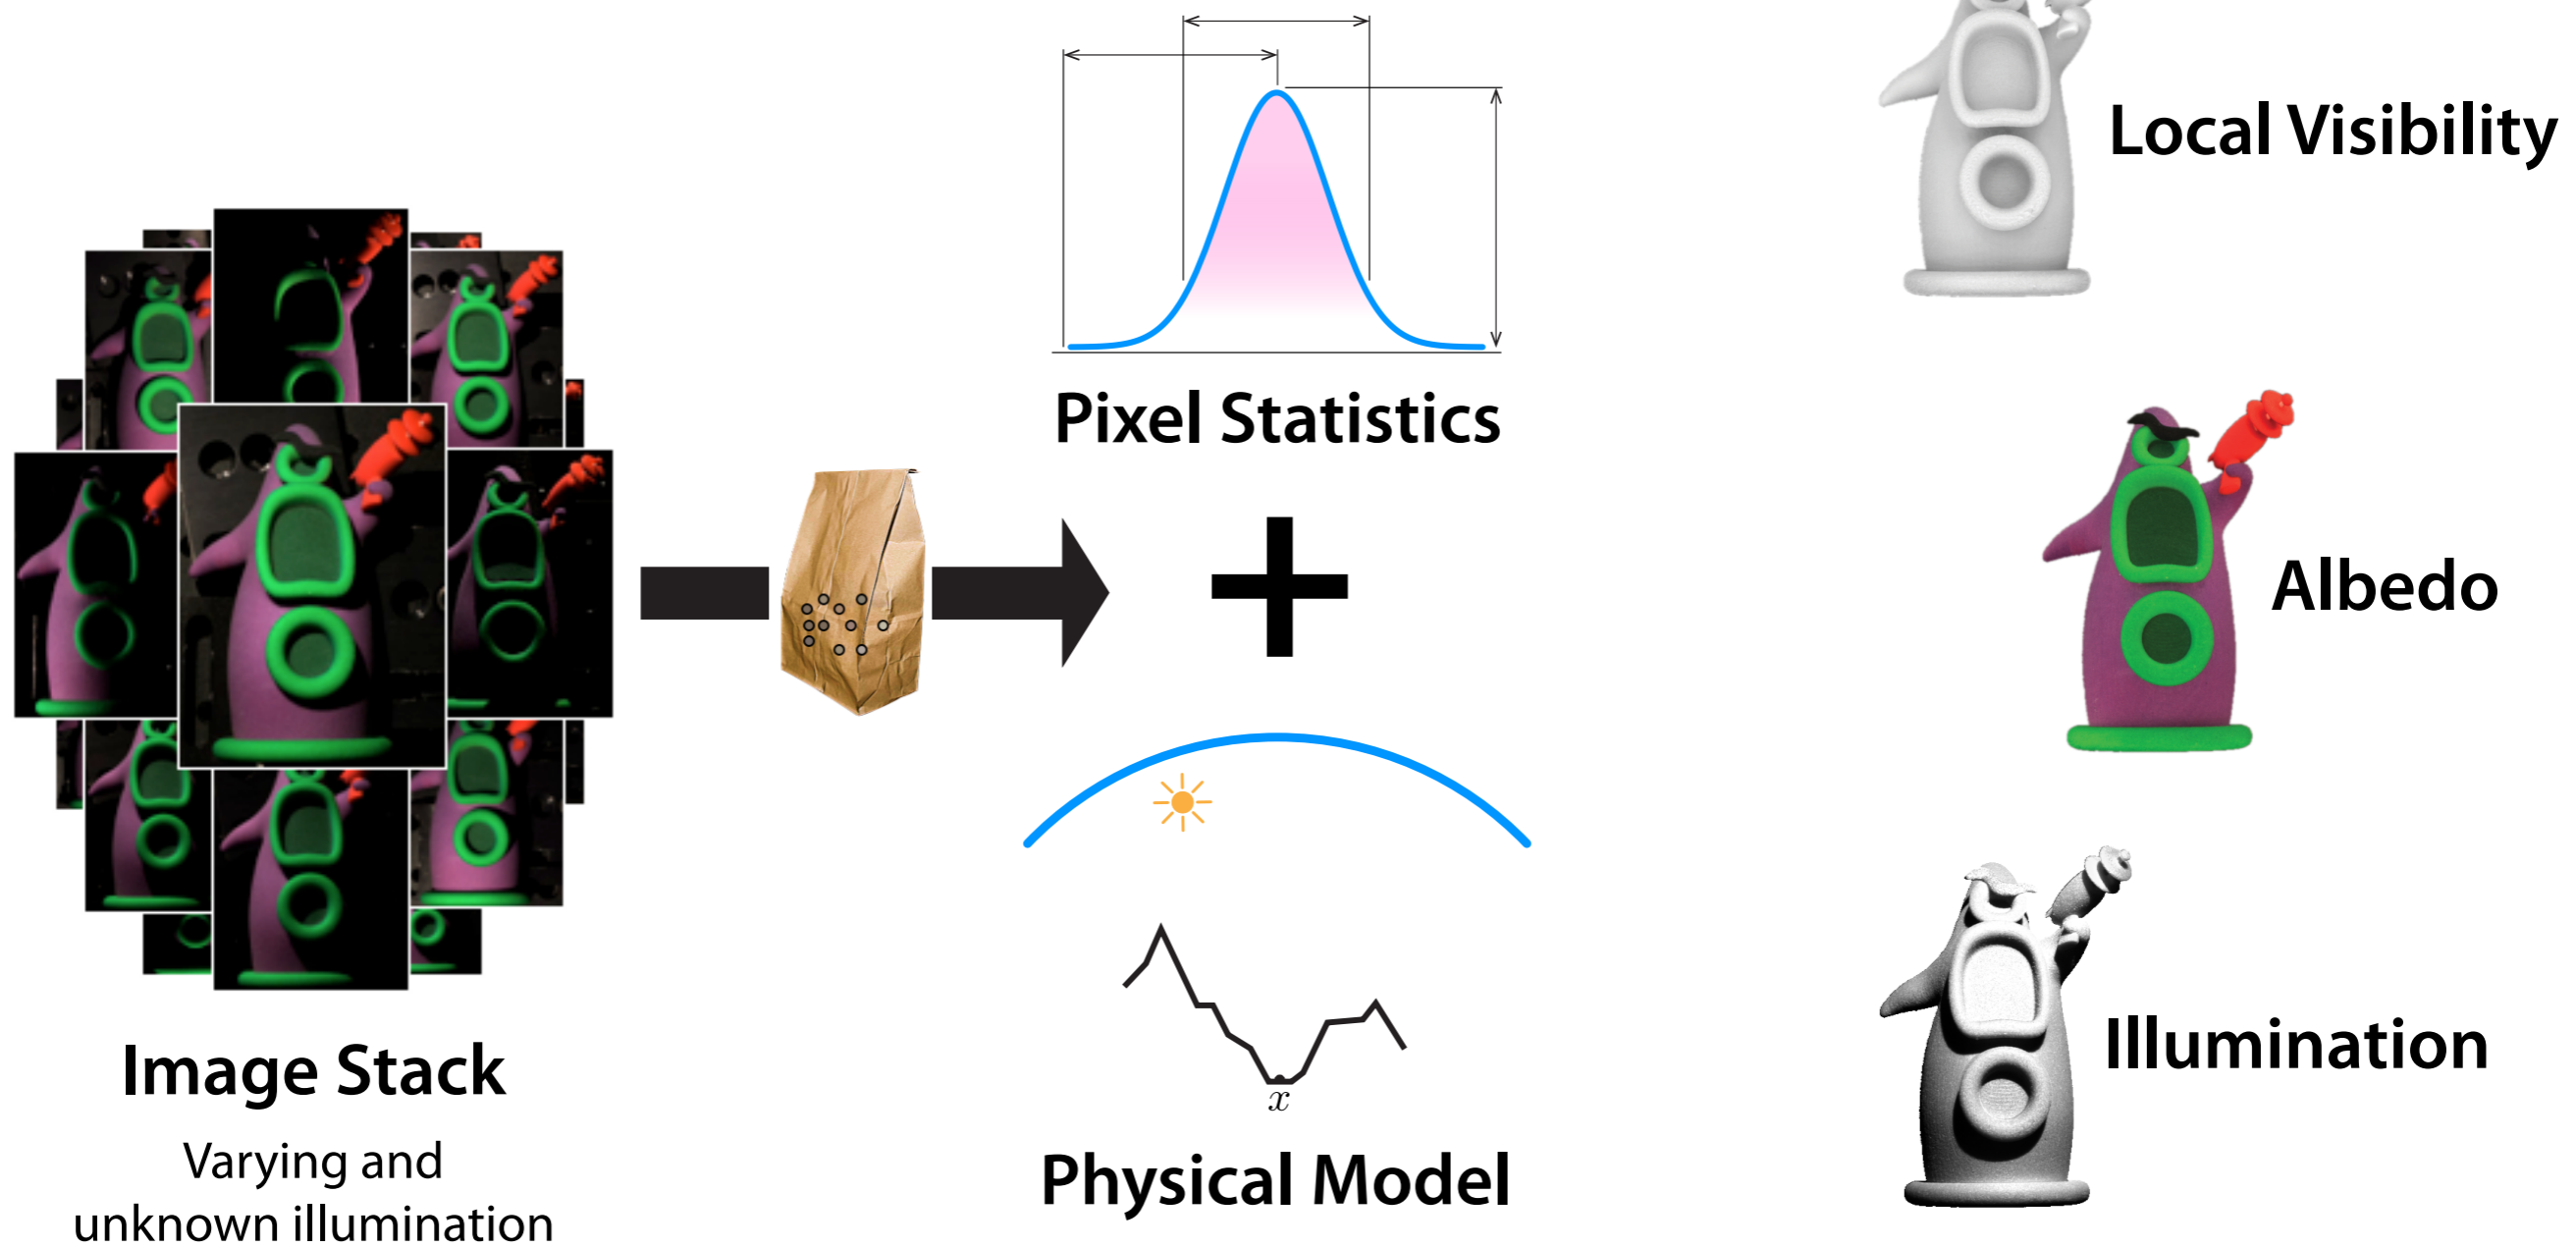 Image Stack
Varying and
unknown illumination
Pixel Statistics
x
Physical Model
Local Visibility
Albedo
Illumination